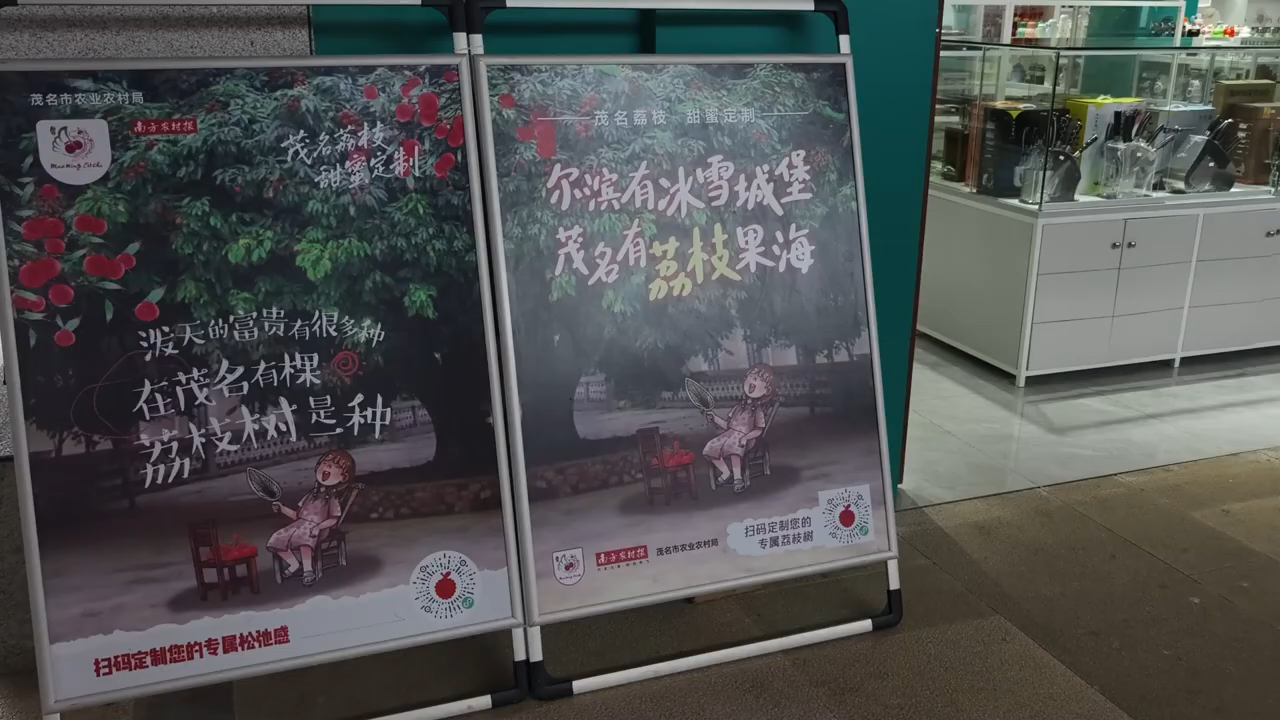 茂名市农业农村局
南方农村报
MaoMing Litchi
茂名荔枝
甜蜜定制
泼天的富贵有很多种
在茂名有棵
荔枝树是一种
扫码定制您的专属松弛感
茂名荔枝 甜蜜定制
尔滨有冰雪城堡
茂名有荔枝果海
扫码定制您的
专属荔枝树
南方农村报
茂名市农业农村局